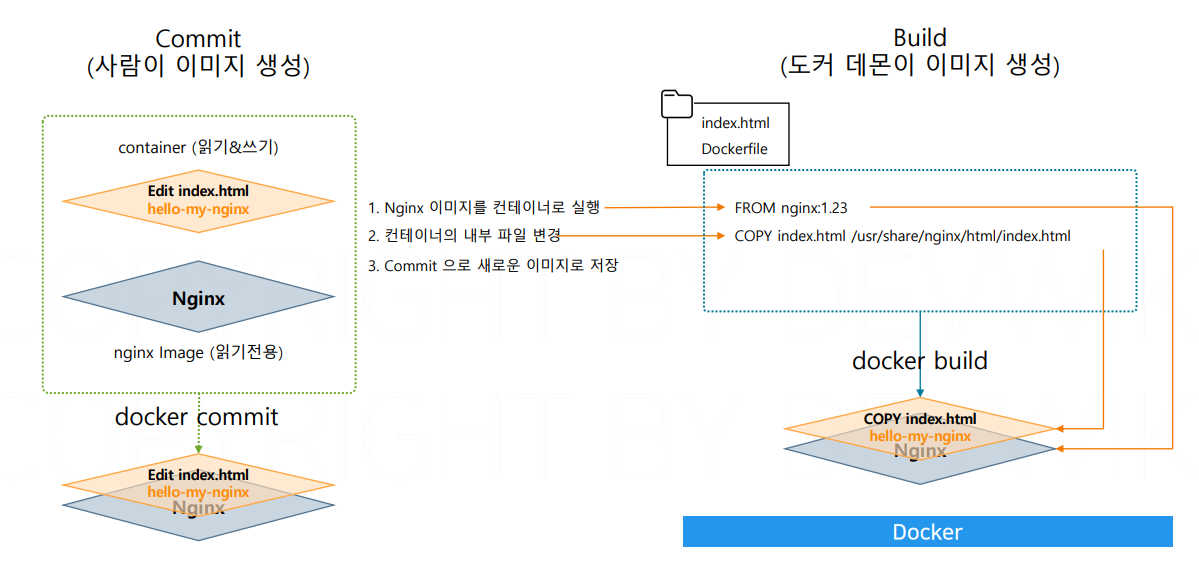 Commit
(사람이 이미지 생성)
container (읽기&쓰기)
Edit index.html
hello-my-nginx
Nginx
nginx Image (읽기전용)
docker commit
Edit index.html
hello-my-nginx
Nginx
1. Nginx 이미지를 컨테이너로 실행
2. 컨테이너의 내부 파일 변경
3. Commit 으로 새로운 이미지로 저장
Build
(도커 데몬이 이미지 생성)
index.html
Dockerfile
FROM nginx:1.23
COPY index.html /usr/share/nginx/html/index.html
docker build
COPY index.html
hello-my-nginx
Nginx
Docker